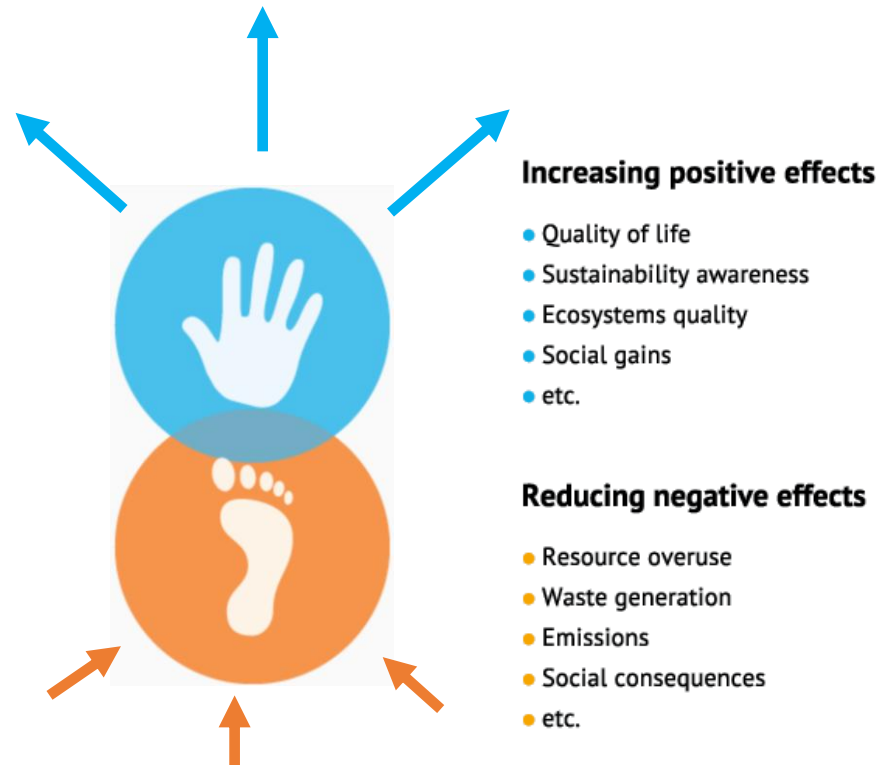 Increasing positive effects
Quality of life
Sustainability awareness
Ecosystems quality
Social gains
etc.
Reducing negative effects
Resource overuse
Waste generation
Emissions
Social consequences
etc.